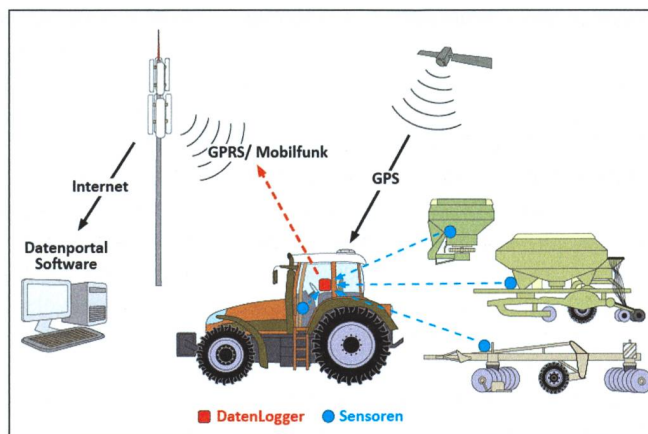 GPRS/ Mobilfunk
Internet
GPS
Datenportal
Software
DatenLogger
Sensoren